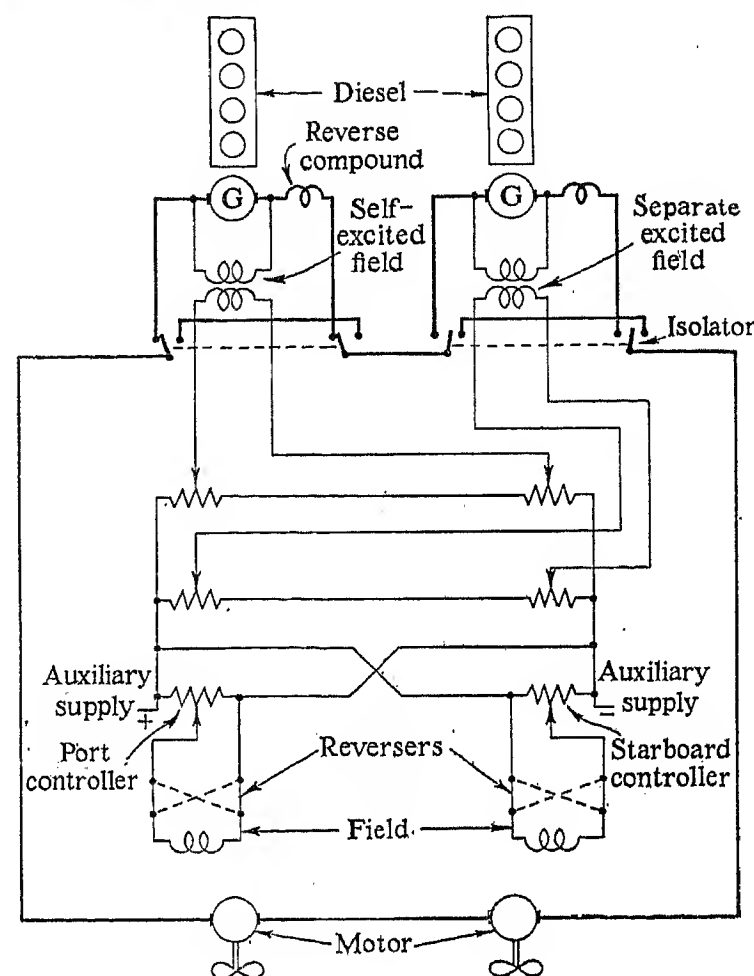 Diesel
Reverse
compound
G
G
Self-
excited
field
Separate
excited
field
Isolator
Auxiliary
supply
+
Auxiliary
supply
–
Port
controller
Reversers
Starboard
controller
Field
Motor